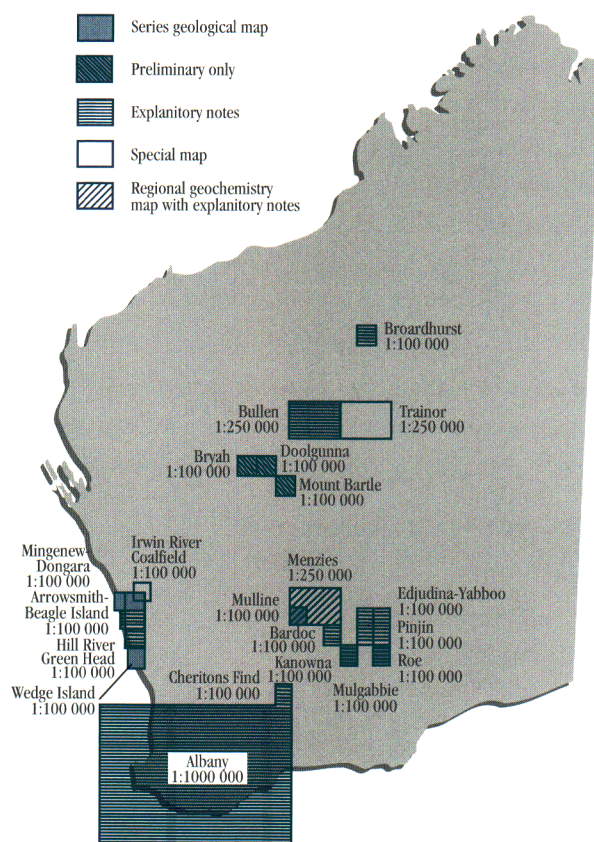 Series geological map
Preliminary only
Explanitory notes
Special map
Regional geochemistry
map with explanitory notes
Broardhurst
1:100 000
Bullen
1:250 000
Trainor
1:250 000
Bryah
1:100 000
Doolgunna
1:100 000
Mount Bartle
1:100 000
Mingenew-
Dongara
1:100 000
Irwin River
Coalfield
1:100 000
Arrowsmith-
Beagle Island
1:100 000
Hill River
Green Head
1:100 000
Wedge Island
1:100 000
Menzies
1:250 000
Mulline
1:100 000
Bardoc
1:100 000
Edjudina-Yabboo
1:100 000
Pinjin
1:100 000
Roe
1:100 000
Kanowna
1:100 000
Mulgabbie
1:100 000
Cheritons Find
1:100 000
Albany
1:1000 000